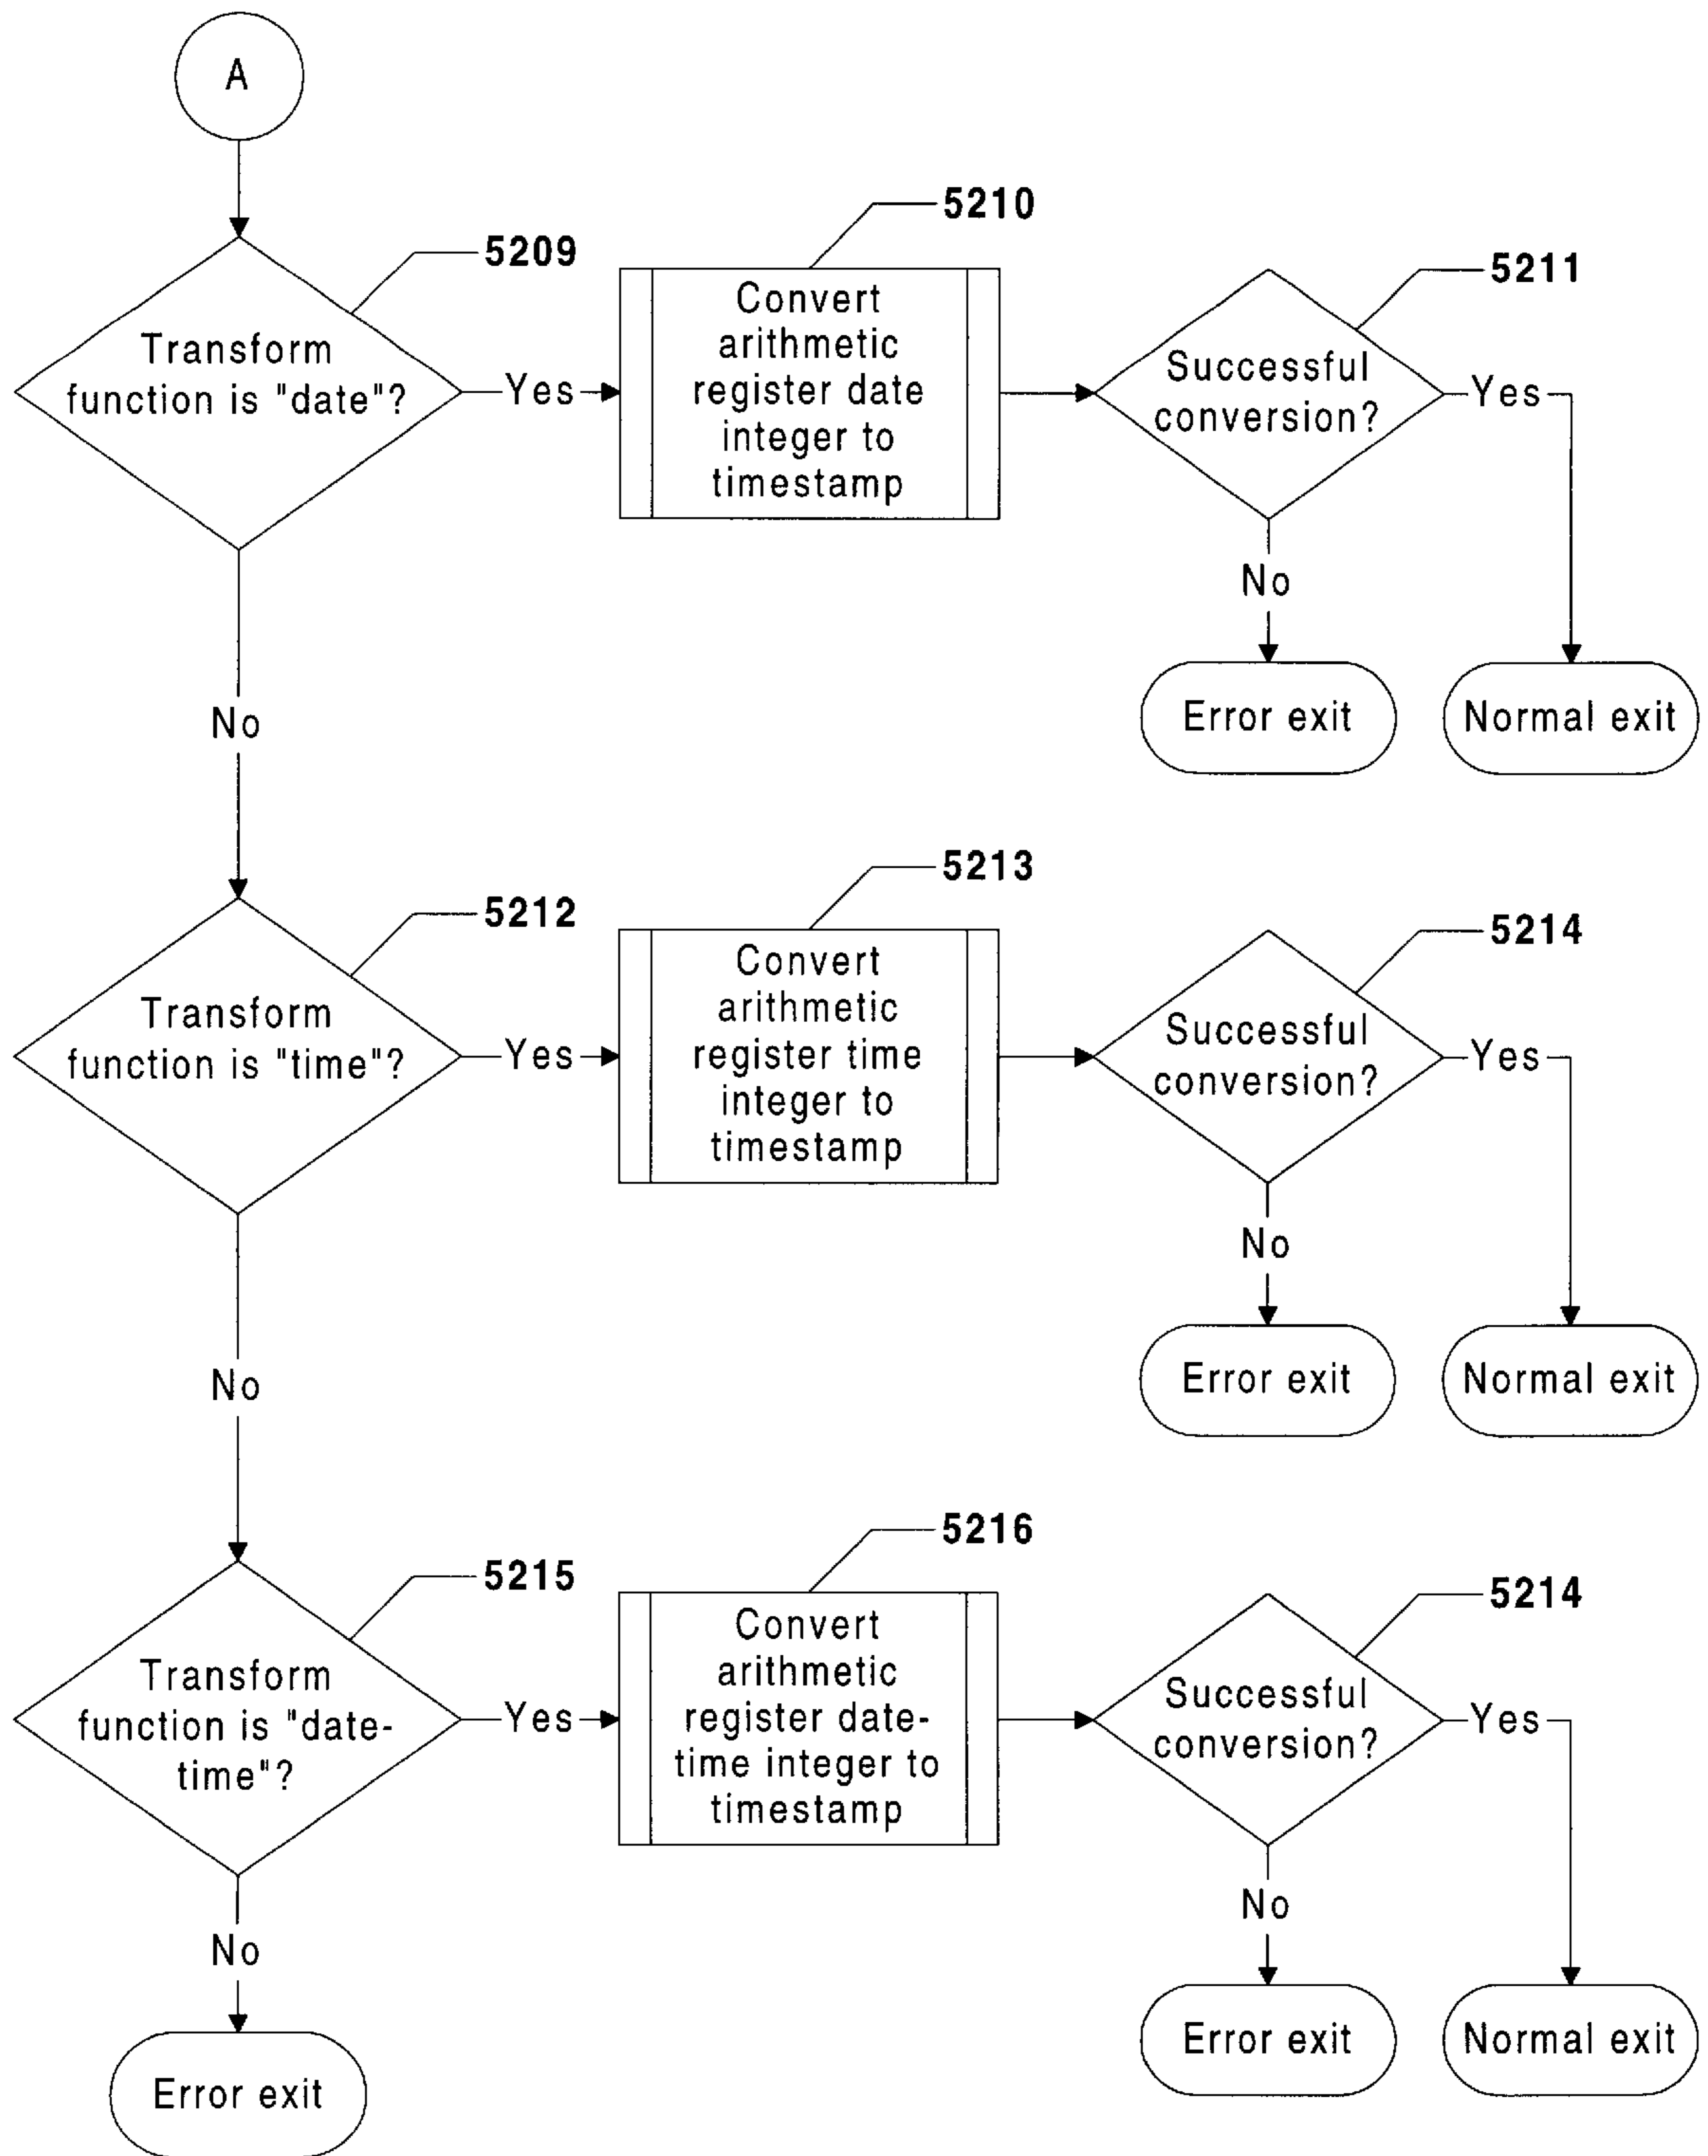 A
5209
Transform
function is "date"?
Yes
5210
Convert
arithmetic
register date
integer to
timestamp
5211
Successful
conversion?
Yes
No
Error exit
Normal exit
No
5212
Transform
function is "time"?
Yes
5213
Convert
arithmetic
register time
integer to
timestamp
5214
Successful
conversion?
Yes
No
Error exit
Normal exit
No
5215
Transform
function is "date-
time"?
Yes
5216
Convert
arithmetic
register date-
time integer to
timestamp
5214
Successful
conversion?
Yes
No
Error exit
Normal exit
No
Error exit